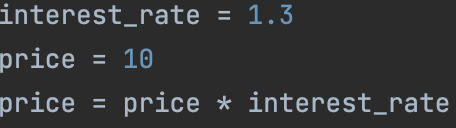 interest_rate = 1.3
price = 10
price = price * interest_rate